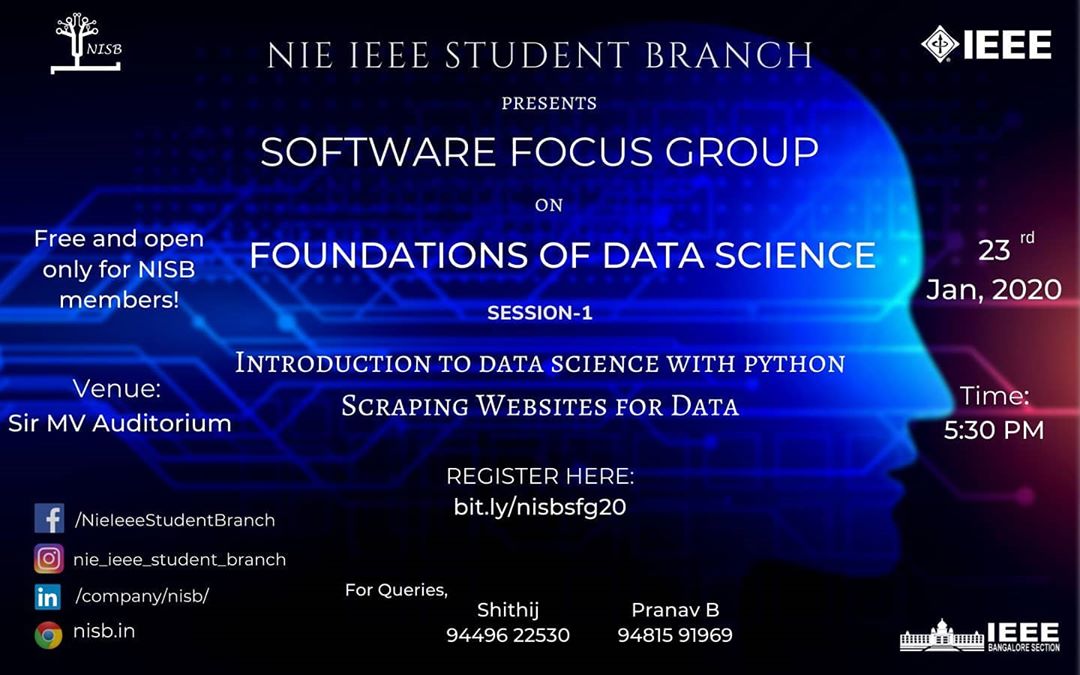 NISB
IEEE
NIE IEEE STUDENT BRANCH
PRESENTS
SOFTWARE FOCUS GROUP
ON
FOUNDATIONS OF DATA SCIENCE
SESSION-1
INTRODUCTION TO DATA SCIENCE WITH PYTHON
SCRAPING WEBSITES FOR DATA
Free and open
only for NISB
members!
Venue:
Sir MV Auditorium
23 rd
Jan, 2020
Time:
5:30 PM
REGISTER HERE:
bit.ly/nisbsfg20
/NieIeeeStudentBranch
nie_ieee_student_branch
/company/nisb/
nisb.in
For Queries,
Shithij
94496 22530
Pranav B
94815 91969
IEEE
BANGALORE SECTION